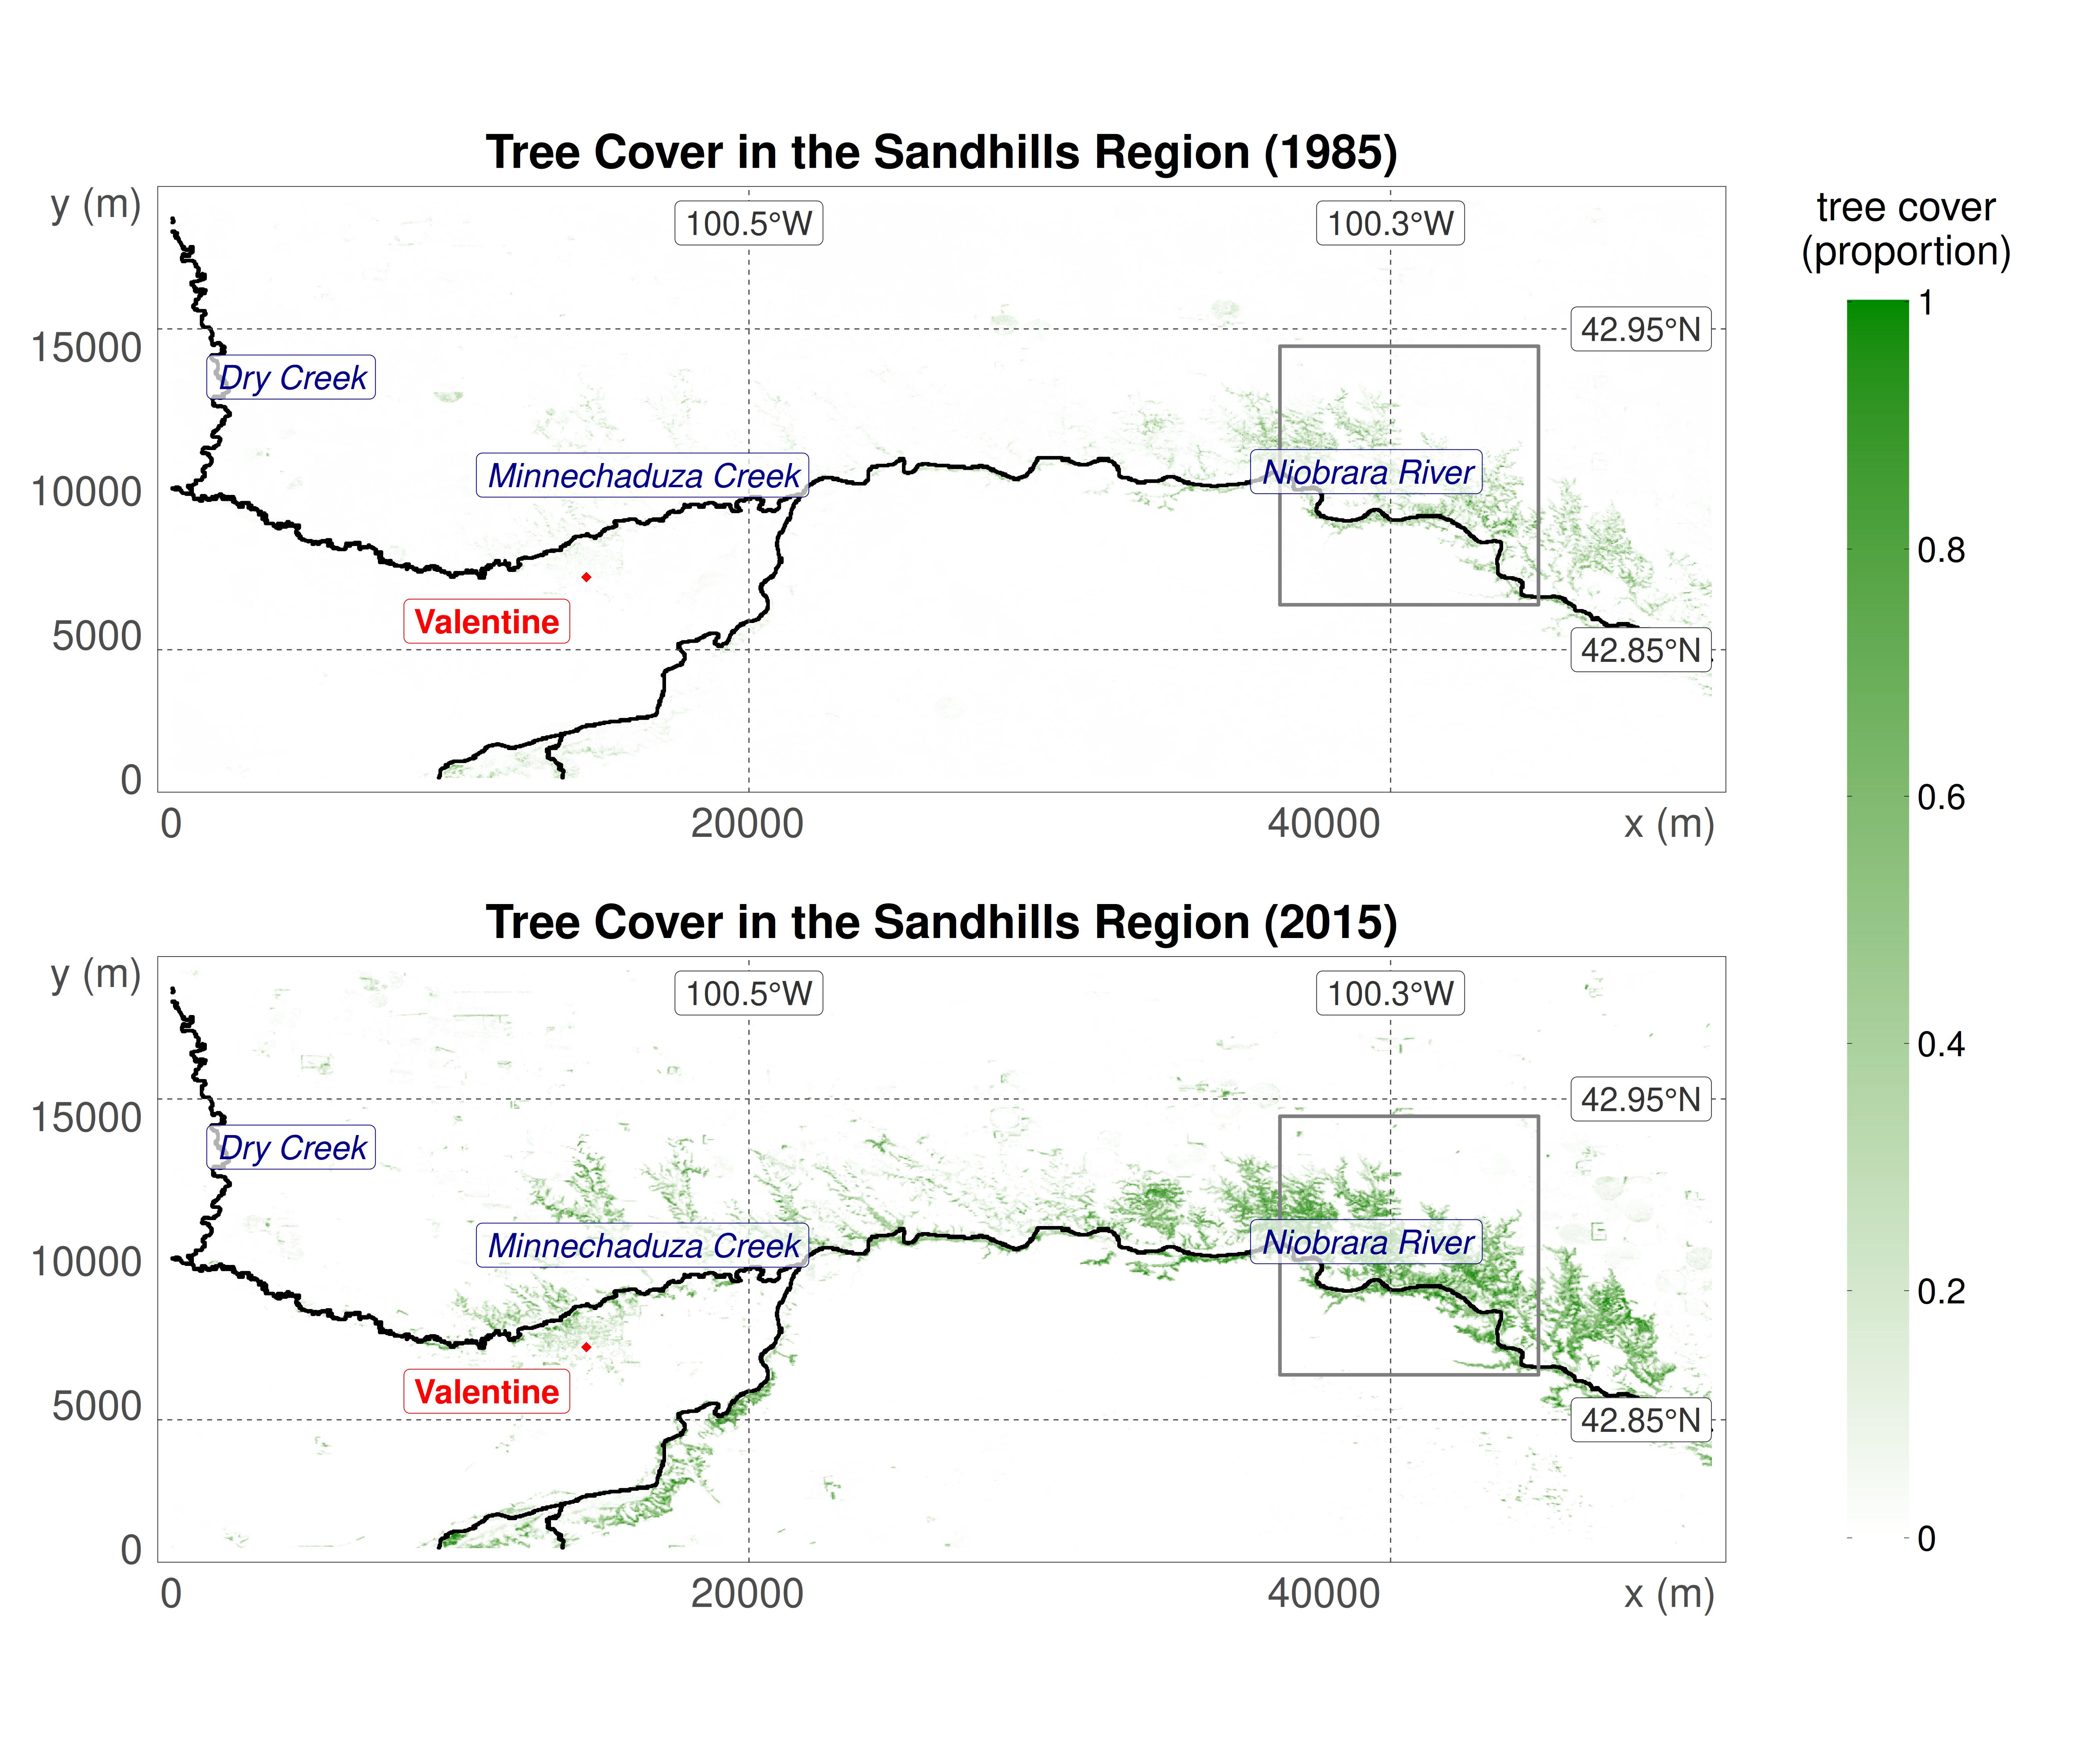 Tree Cover in the Sandhills Region (1985)
y (m)
100.5°W
100.3°W
42.95°N
15000
Dry Creek
Minnechaduza Creek
Niobrara River
10000
Valentine
5000
42.85°N
0
0
20000
40000
x (m)
Tree Cover in the Sandhills Region (2015)
y (m)
100.5°W
100.3°W
42.95°N
15000
Dry Creek
Minnechaduza Creek
Niobrara River
10000
Valentine
5000
42.85°N
0
0
20000
40000
x (m)
tree cover
(proportion)
1
0.8
0.6
0.4
0.2
0